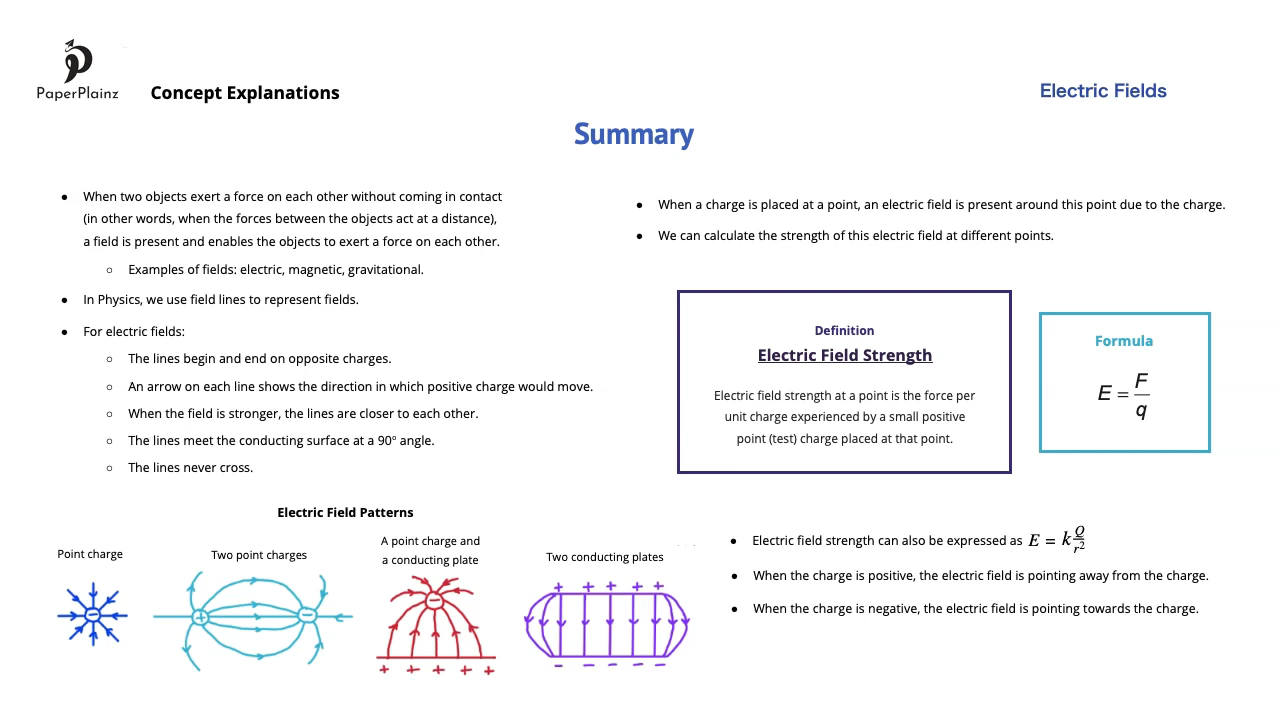 PaperPlainz
Concept Explanations
Electric Fields
Summary
● When two objects exert a force on each other without coming in contact
(in other words, when the forces between the objects act at a distance),
a field is present and enables the objects to exert a force on each other.
○ Examples of fields: electric, magnetic, gravitational.
● In Physics, we use field lines to represent fields.
● For electric fields:
○ The lines begin and end on opposite charges.
○ An arrow on each line shows the direction in which positive charge would move.
○ When the field is stronger, the lines are closer to each other.
○ The lines meet the conducting surface at a 90° angle.
○ The lines never cross.
Electric Field Patterns
Point charge
Two point charges
A point charge and
a conducting plate
Two conducting plates
−
+ −
−
+ + + + +
+ + + + +
− − − − −
● When a charge is placed at a point, an electric field is present around this point due to the charge.
● We can calculate the strength of this electric field at different points.
Definition
Electric Field Strength
Electric field strength at a point is the force per
unit charge experienced by a small positive
point (test) charge placed at that point.
Formula
E = F/q
● Electric field strength can also be expressed as E = k Q/r²
● When the charge is positive, the electric field is pointing away from the charge.
● When the charge is negative, the electric field is pointing towards the charge.